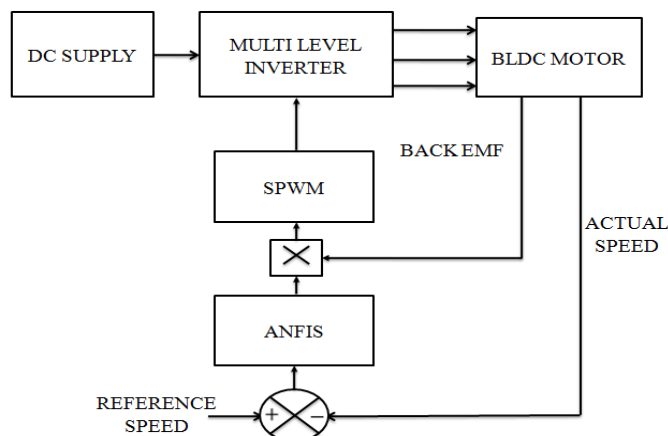 DC SUPPLY
MULTI LEVEL
INVERTER
BLDC MOTOR
BACK EMF
SPWM
ACTUAL
SPEED
ANFIS
REFERENCE
SPEED
+
−